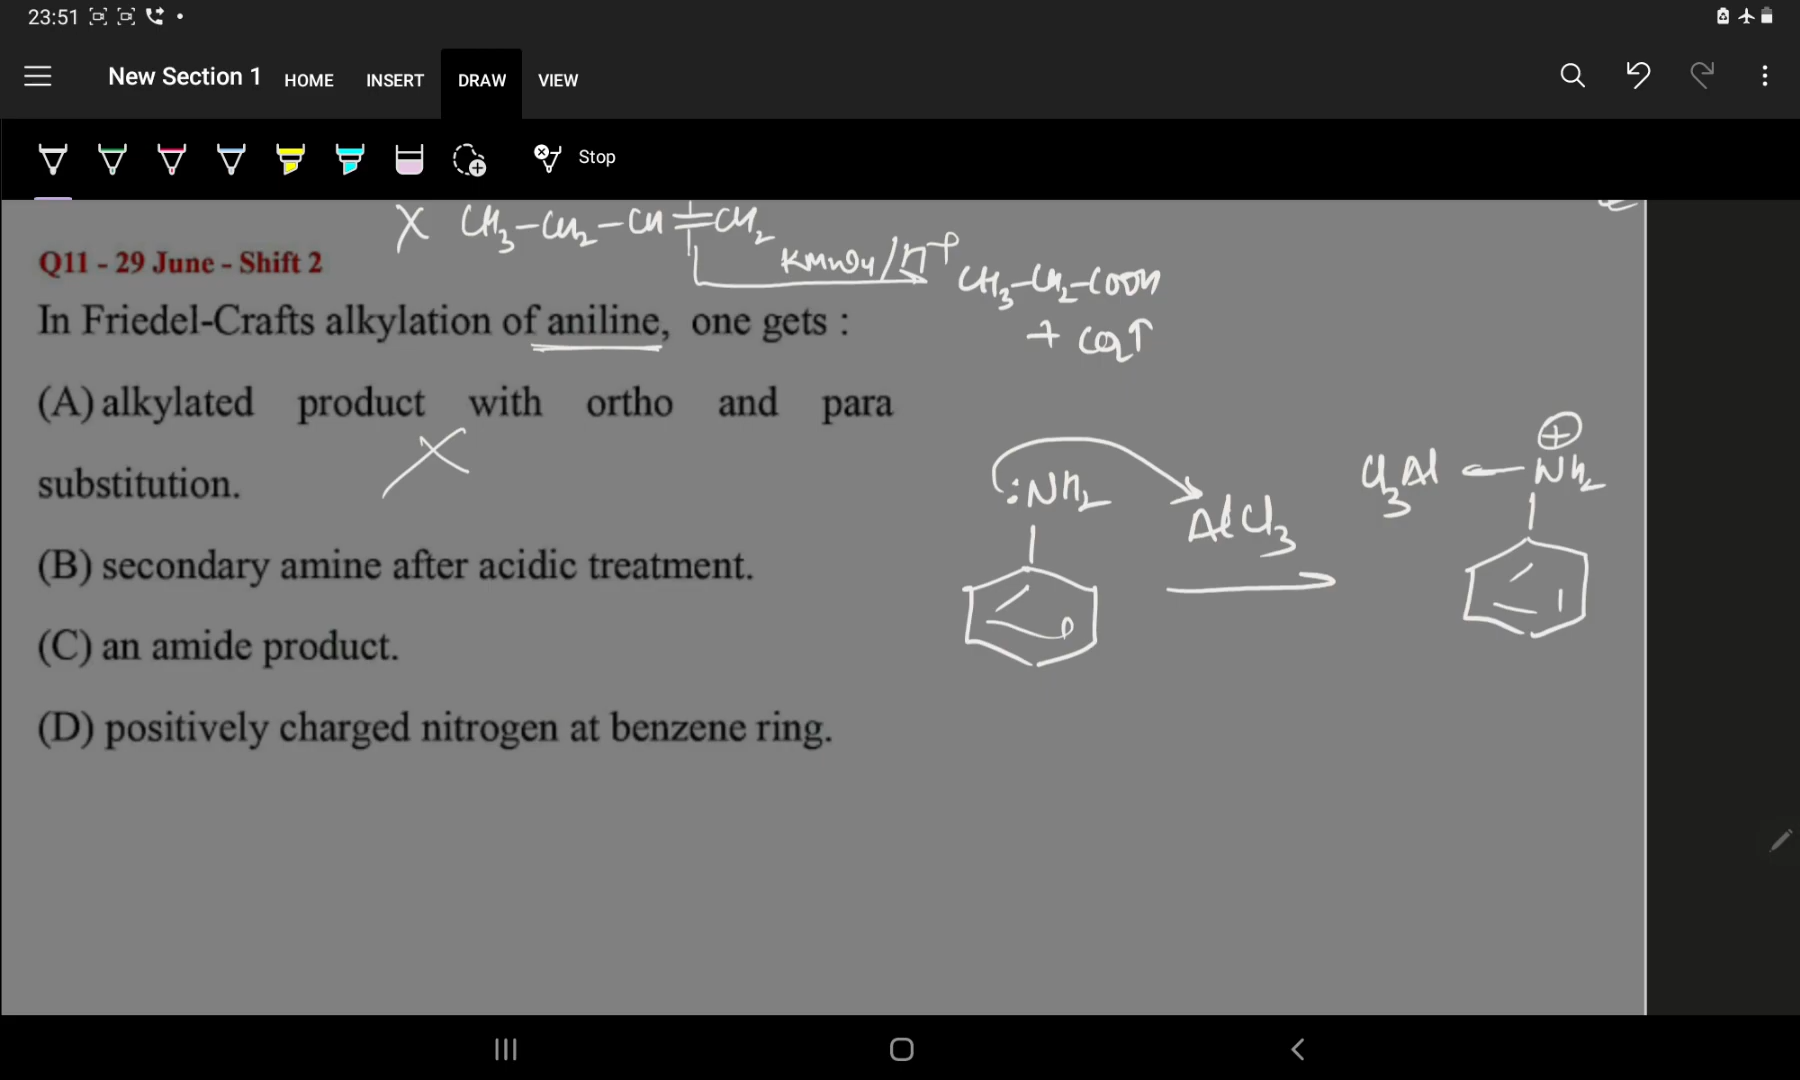 23:51
New Section 1 HOME INSERT DRAW VIEW
Stop
X CH3-CH2-CH=CH2
KMnO4/H+
CH3-CH2-COOH
+ CO2↑
Q11 - 29 June - Shift 2
In Friedel-Crafts alkylation of aniline, one gets :
(A) alkylated product with ortho and para
substitution.
(B) secondary amine after acidic treatment.
(C) an amide product.
(D) positively charged nitrogen at benzene ring.
:NH2
AlCl3
⊕
Cl3Al — NH2